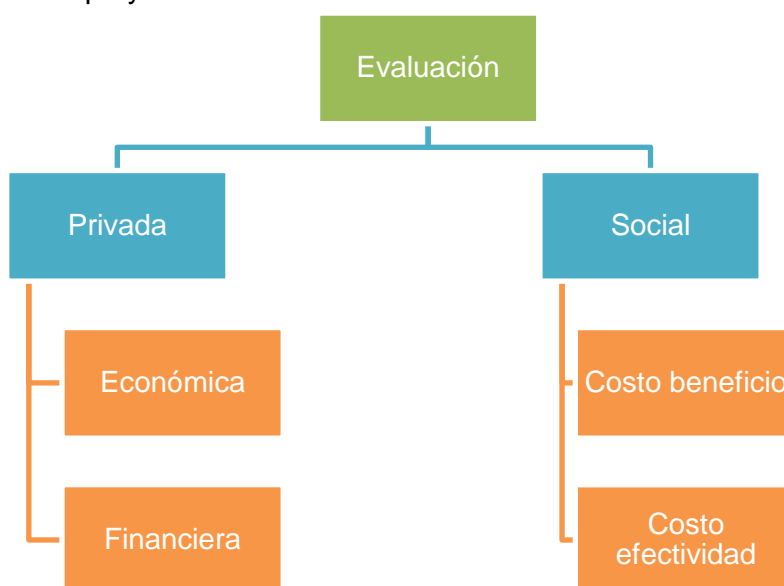 Evaluación
Privada
Social
Económica
Costo beneficio
Financiera
Costo
efectividad